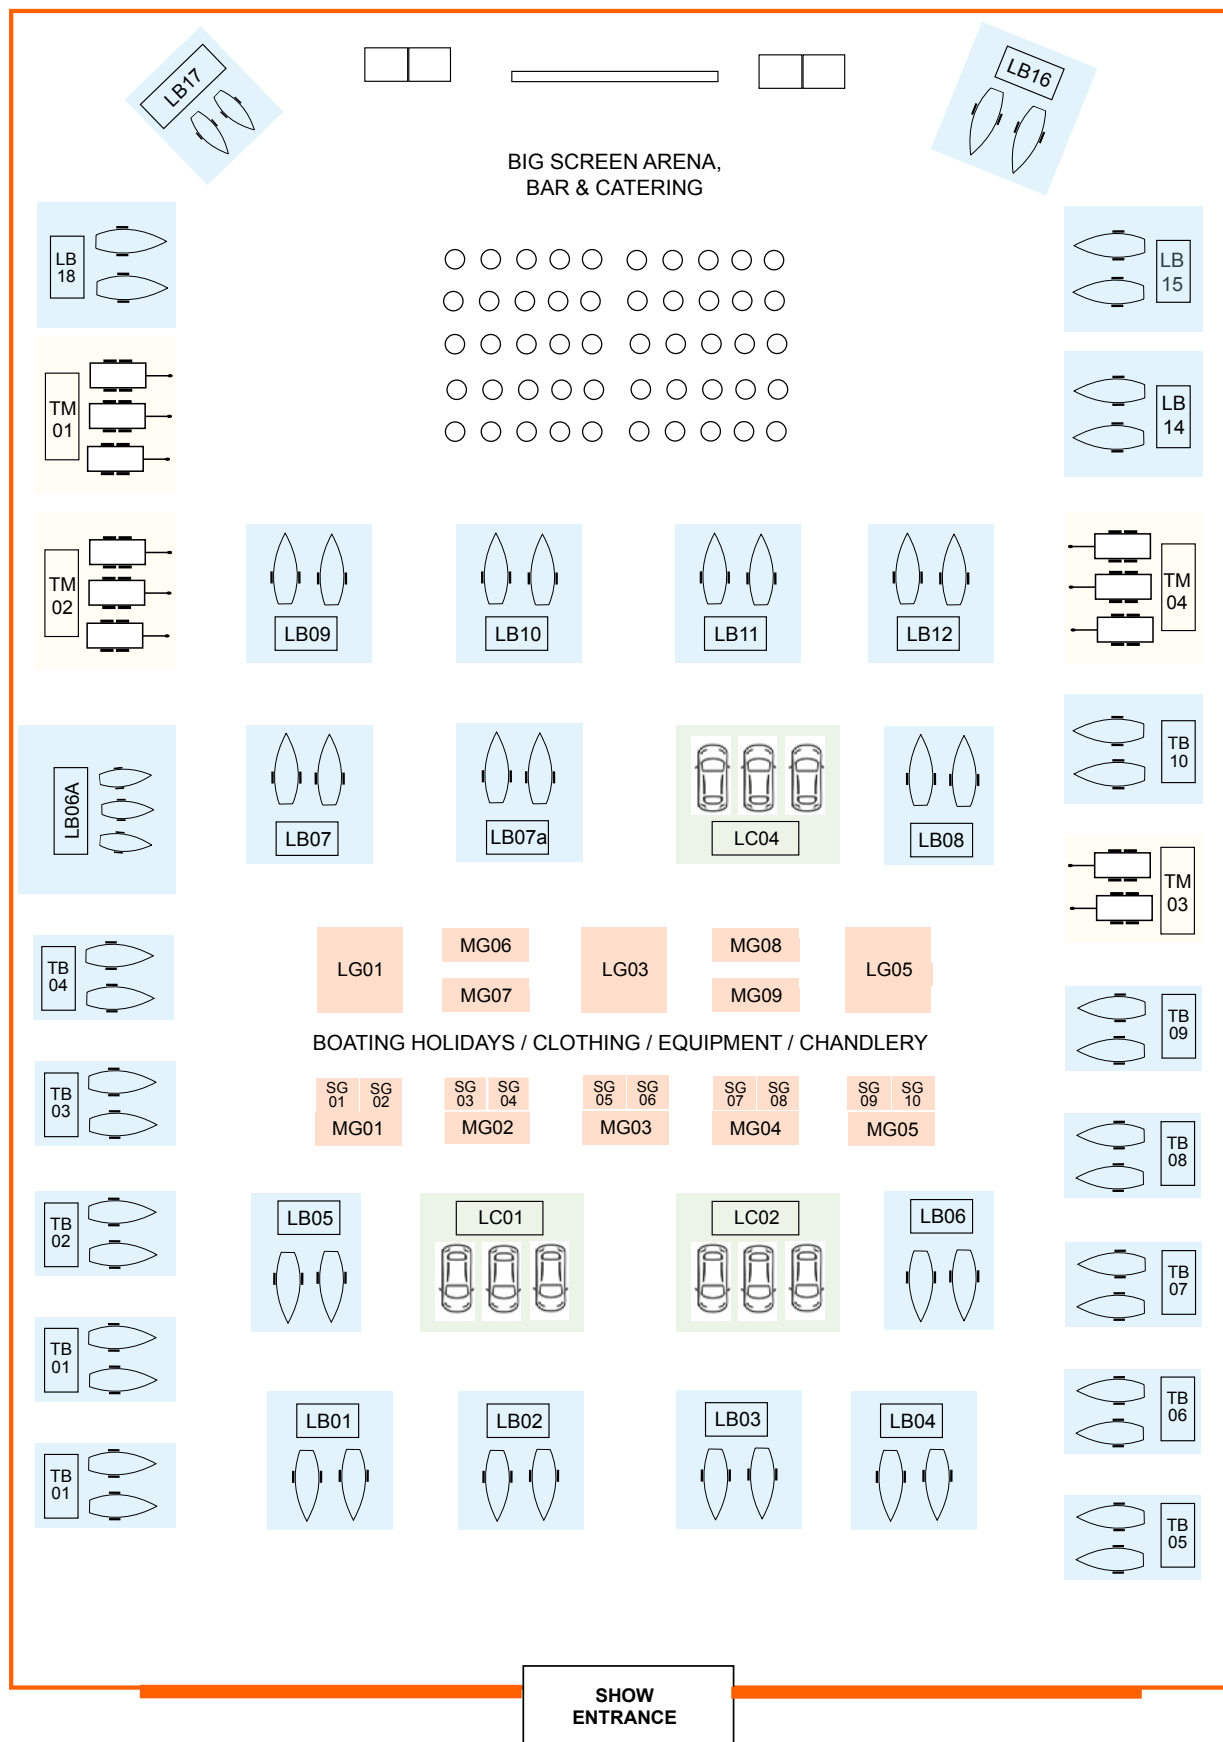 LB17
LB16
BIG SCREEN ARENA,
BAR & CATERING
LB
18
LB
15
TM
01
LB
14
TM
02
LB09
LB10
LB11
LB12
TM
04
LB06A
LB07
LB07a
LC04
LB08
TB
10
TM
03
TB
04
LG01
MG06
MG07
LG03
MG08
MG09
LG05
TB
09
BOATING HOLIDAYS / CLOTHING / EQUIPMENT / CHANDLERY
TB
03
SG
01
SG
02
SG
03
SG
04
SG
05
SG
06
SG
07
SG
08
SG
09
SG
10
MG01
MG02
MG03
MG04
MG05
TB
08
TB
02
LB05
LC01
LC02
LB06
TB
07
TB
01
TB
06
LB01
LB02
LB03
LB04
TB
01
TB
05
SHOW
ENTRANCE